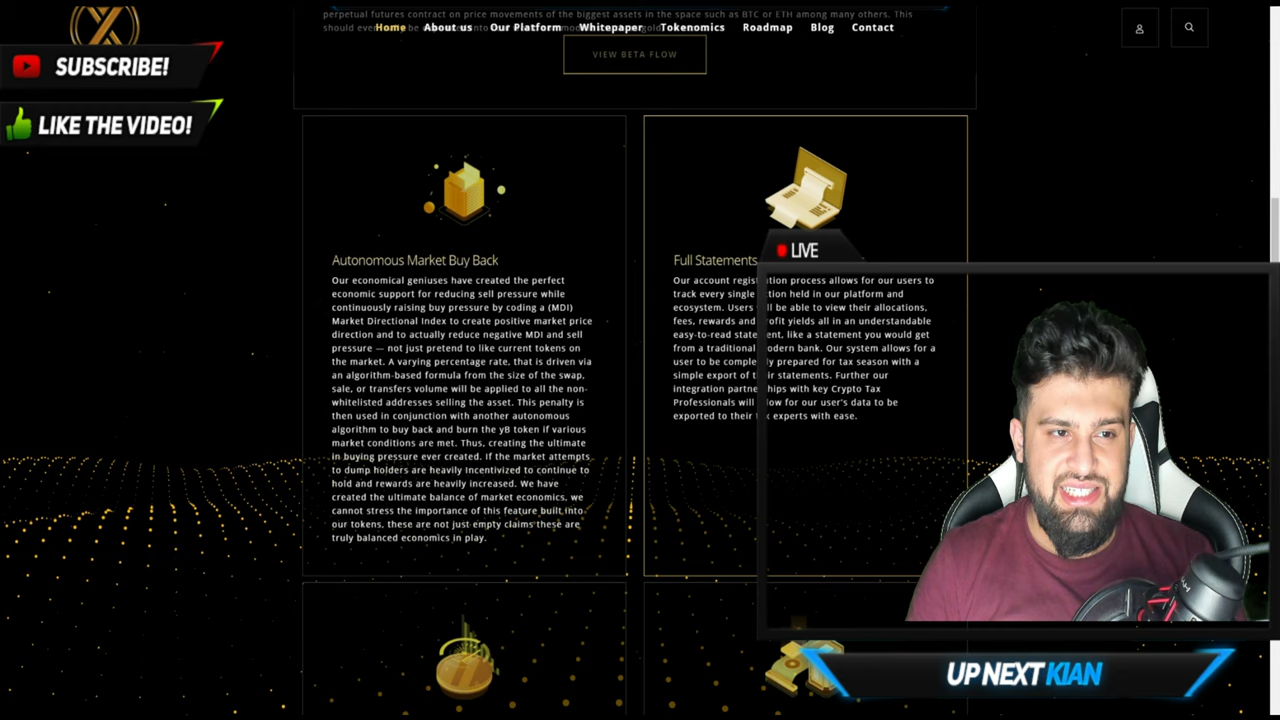 perpetual futures contract on price movements of the biggest assets in the space such as BTC or ETH among many others. This
should
Home About us Our Platform Whitepaper Tokenomics Roadmap Blog Contact
VIEW BETA FLOW
SUBSCRIBE!
LIKE THE VIDEO!
Autonomous Market Buy Back
Our economical geniuses have created the perfect
economic support for reducing sell pressure while
continuously raising buy pressure by coding a (MDI)
Market Directional Index to create positive market price
direction and to actually reduce negative MDI and sell
pressure — not just pretend to like current tokens on
the market. A varying percentage rate, that is driven via
an algorithm-based formula from the size of the swap,
sale, or transfers volume will be applied to all the non-
whitelisted addresses selling the asset. This penalty is
then used in conjunction with another autonomous
algorithm to buy back and burn the yB token if various
market conditions are met. Thus, creating the ultimate
in buying pressure ever created. If the market attempts
to dump holders are heavily Incentivized to continue to
hold and rewards are heavily increased. We have
created the ultimate balance of market economics, we
cannot stress the importance of this feature built into
our tokens, these are not just empty claims these are
truly balanced economics in play.
Full Statements
Our account registration process allows for our users to
track every single held in our platform and
ecosystem. Users will be able to view their allocations,
fees, rewards and profit yields all in an understandable
easy-to-read statement, like a statement you would get
from a traditional modern bank. Our system allows for a
user to be completely prepared for tax season with a
simple export of their statements. Further our
integration partnerships with key Crypto Tax
Professionals will allow for our user's data to be
exported to their tax experts with ease.
LIVE
UP NEXT KIAN